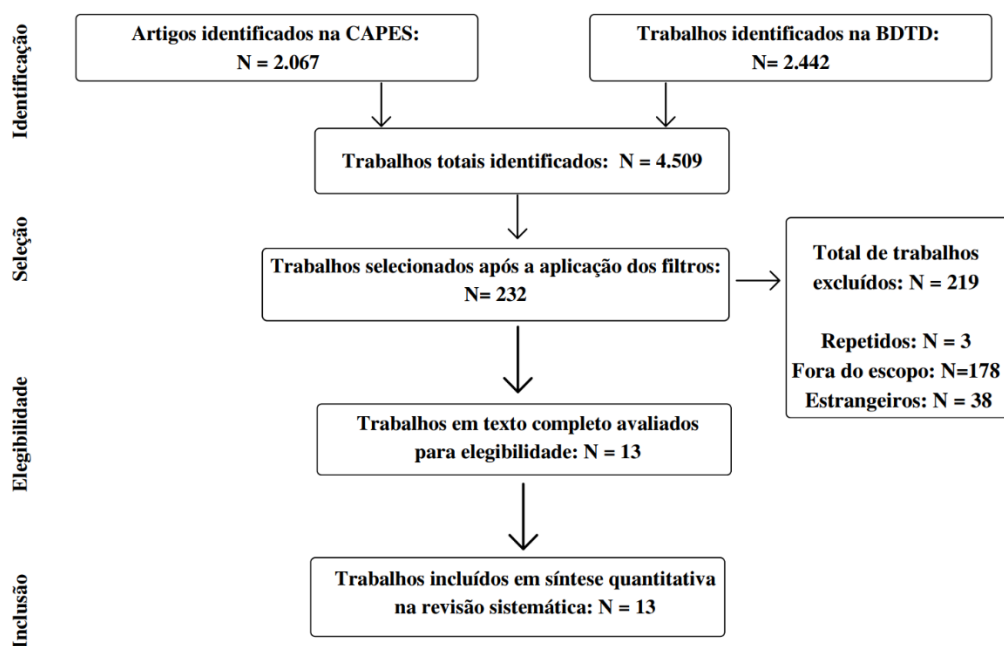 Identificação
Artigos identificados na CAPES:
N = 2.067
Trabalhos identificados na BDTD:
N= 2.442
Trabalhos totais identificados: N = 4.509
Seleção
Trabalhos selecionados após a aplicação dos filtros:
N= 232
Total de trabalhos
excluídos: N = 219
Repetidos: N = 3
Fora do escopo: N=178
Estrangeiros: N = 38
Elegibilidade
Trabalhos em texto completo avaliados
para elegibilidade: N = 13
Inclusão
Trabalhos incluídos em síntese quantitativa
na revisão sistemática: N = 13